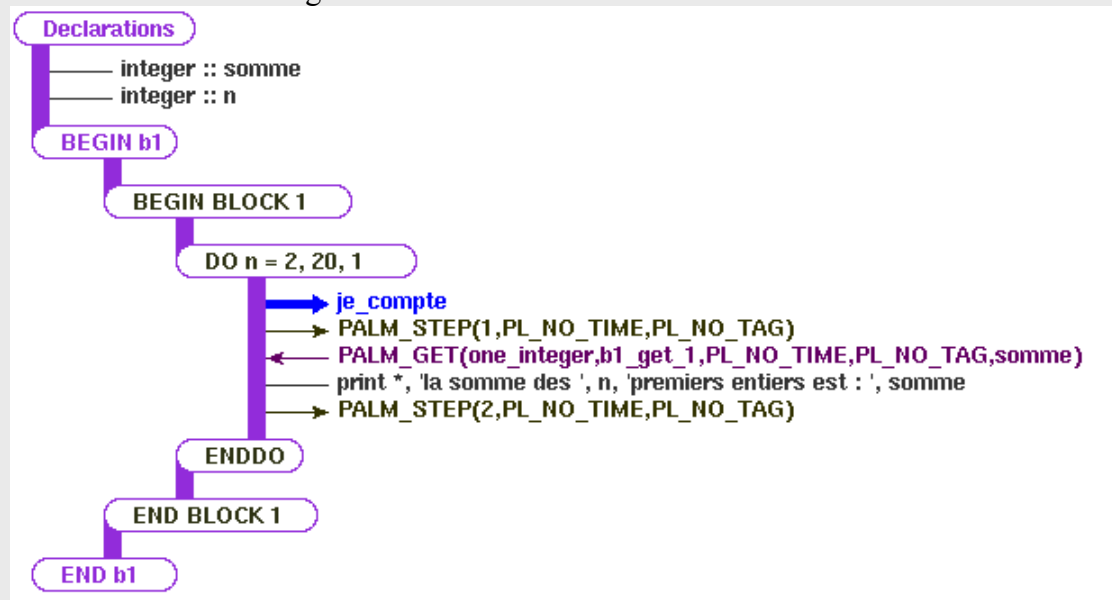 Declarations
integer :: somme
integer :: n
BEGIN b1
BEGIN BLOCK 1
DO n = 2, 20, 1
je_compte
PALM_STEP(1,PL_NO_TIME,PL_NO_TAG)
PALM_GET(one_integer,b1_get_1,PL_NO_TIME,PL_NO_TAG,somme)
print *, 'la somme des ', n, 'premiers entiers est : ', somme
PALM_STEP(2,PL_NO_TIME,PL_NO_TAG)
ENDDO
END BLOCK 1
END b1